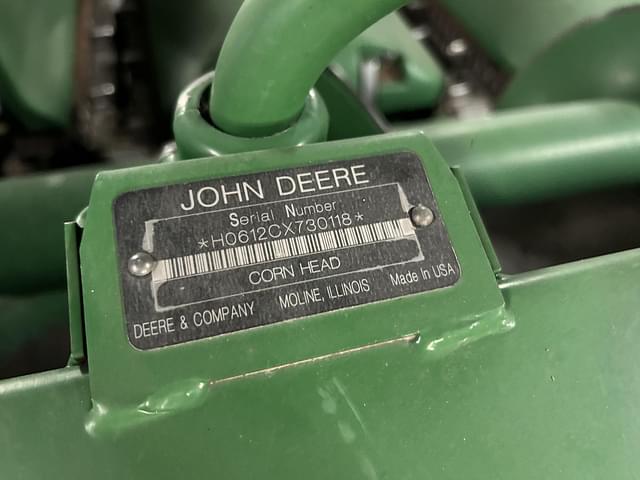 JOHN DEERE
Serial Number
*H0612CX730118*
CORN HEAD
DEERE & COMPANY MOLINE, ILLINOIS Made in USA